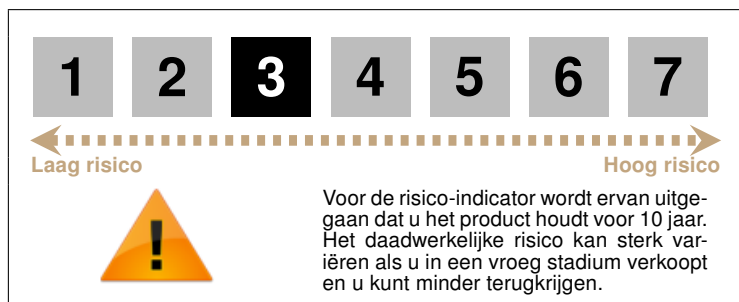 1 2 3 4 5 6 7
Laag risico Hoog risico
Voor de risico-indicator wordt ervan uitge-
gaan dat u het product houdt voor 10 jaar.
Het daadwerkelijke risico kan sterk var-
iëren als u in een vroeg stadium verkoopt
en u kunt minder terugkrijgen.